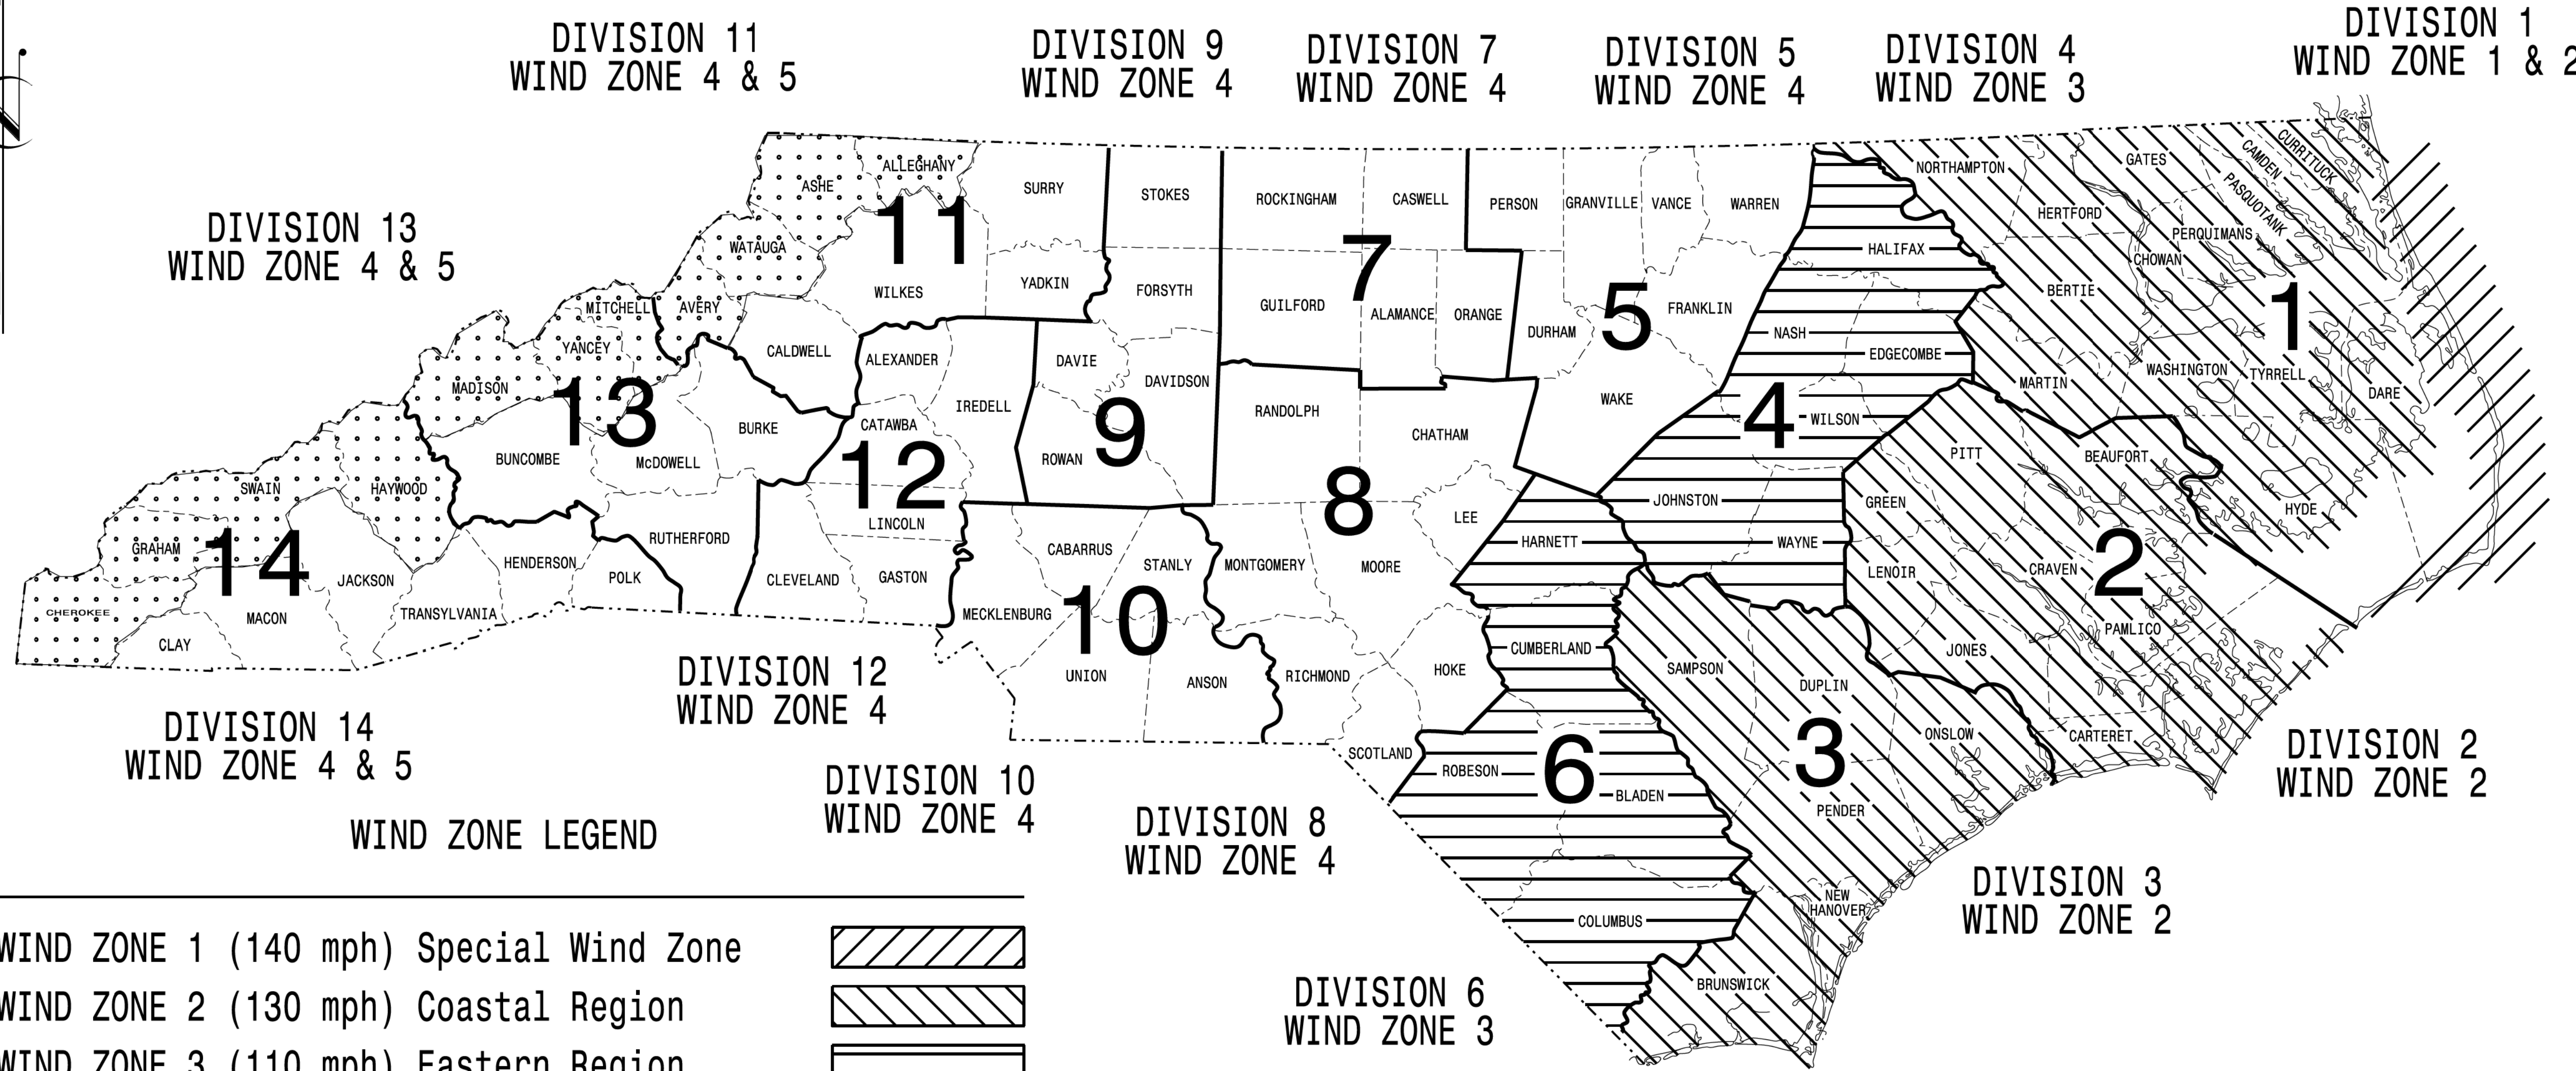 DIVISION 11
WIND ZONE 4 & 5
DIVISION 9
WIND ZONE 4
DIVISION 7
WIND ZONE 4
DIVISION 5
WIND ZONE 4
DIVISION 4
WIND ZONE 3
DIVISION 1
WIND ZONE 1 & 2
DIVISION 13
WIND ZONE 4 & 5
N
ASHE
ALLEGHANY
SURRY
STOKES
ROCKINGHAM
CASWELL
PERSON
GRANVILLE
VANCE
WARREN
NORTHAMPTON
GATES
CAMDEN
CURRITUCK
PASQUOTANK
HERTFORD
PERQUIMANS
CHOWAN
HALIFAX
BERTIE
WATAUGA
11
WILKES
YADKIN
FORSYTH
GUILFORD
7
ALAMANCE
ORANGE
DURHAM
5
FRANKLIN
NASH
EDGECOMBE
MARTIN
WASHINGTON
TYRRELL
1
DARE
MITCHELL
AVERY
YANCEY
CALDWELL
ALEXANDER
DAVIE
DAVIDSON
MADISON
13
IREDELL
RANDOLPH
WAKE
4
WILSON
CHATHAM
BURKE
CATAWBA
9
ROWAN
BUNCOMBE
McDOWELL
12
PITT
BEAUFORT
SWAIN
HAYWOOD
8
LEE
JOHNSTON
GREEN
HYDE
LINCOLN
RUTHERFORD
HARNETT
WAYNE
GRAHAM
14
JACKSON
HENDERSON
POLK
CLEVELAND
GASTON
CABARRUS
STANLY
MONTGOMERY
MOORE
LENOIR
CRAVEN
2
CHEROKEE
MACON
TRANSYLVANIA
MECKLENBURG
10
CLAY
PAMLICO
CUMBERLAND
JONES
UNION
ANSON
RICHMOND
HOKE
SAMPSON
DUPLIN
SCOTLAND
ROBESON
6
BLADEN
3
ONSLOW
CARTERET
PENDER
COLUMBUS
NEW
HANOVER
BRUNSWICK
DIVISION 12
WIND ZONE 4
DIVISION 14
WIND ZONE 4 & 5
DIVISION 10
WIND ZONE 4
DIVISION 8
WIND ZONE 4
DIVISION 2
WIND ZONE 2
DIVISION 3
WIND ZONE 2
DIVISION 6
WIND ZONE 3
WIND ZONE LEGEND
WIND ZONE 1 (140 mph) Special Wind Zone
WIND ZONE 2 (130 mph) Coastal Region
WIND ZONE 3 (110 mph) Eastern Region